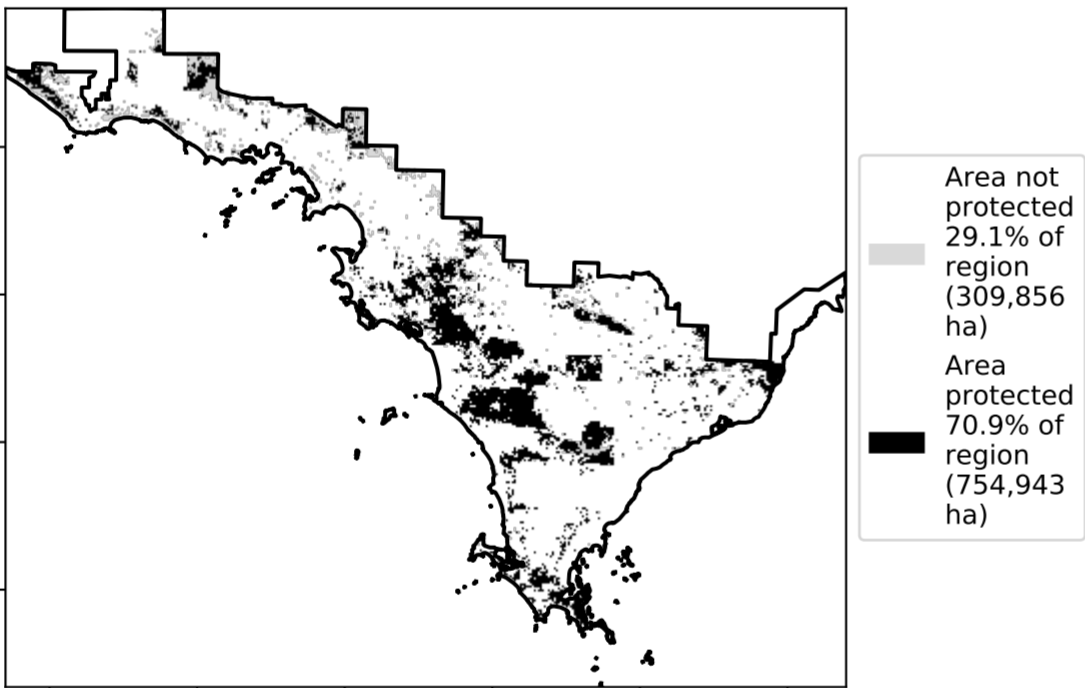 Area not
protected
29.1% of
region
(309,856
ha)
Area
protected
70.9% of
region
(754,943
ha)